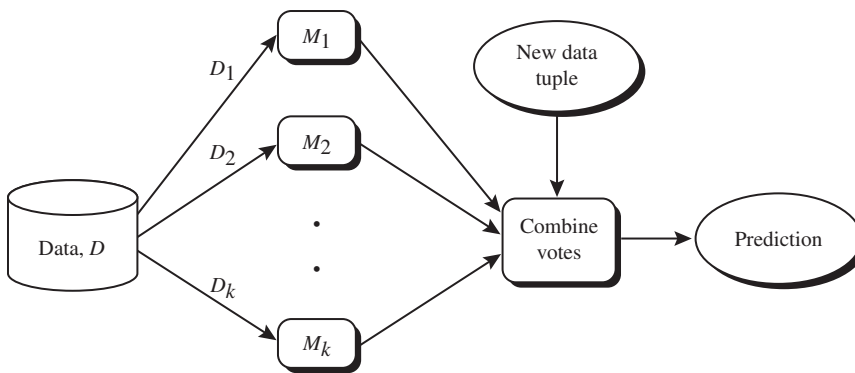 M1
D1
New data
tuple
D2
M2
Data, D
Combine
votes
Prediction
Dk
Mk